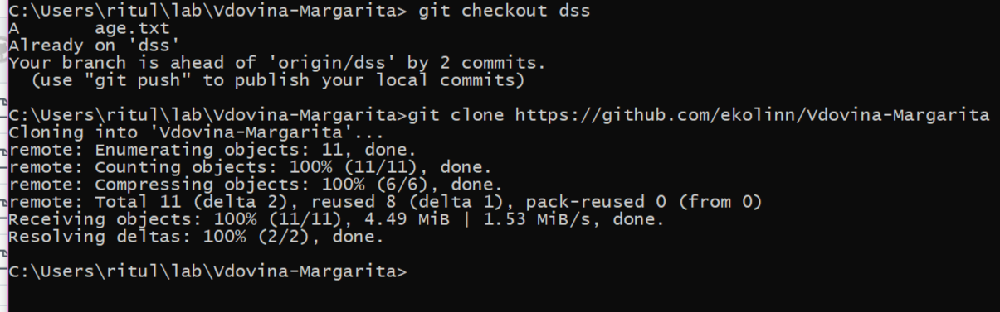 C:\Users\ritul\lab\Vdovina-Margarita> git checkout dss
A       age.txt
Already on 'dss'
Your branch is ahead of 'origin/dss' by 2 commits.
  (use "git push" to publish your local commits)
C:\Users\ritul\lab\Vdovina-Margarita>git clone https://github.com/ekolinn/Vdovina-Margarita
Cloning into 'Vdovina-Margarita'...
remote: Enumerating objects: 11, done.
remote: Counting objects: 100% (11/11), done.
remote: Compressing objects: 100% (6/6), done.
remote: Total 11 (delta 2), reused 8 (delta 1), pack-reused 0 (from 0)
Receiving objects: 100% (11/11), 4.49 MiB | 1.53 MiB/s, done.
Resolving deltas: 100% (2/2), done.
C:\Users\ritul\lab\Vdovina-Margarita>